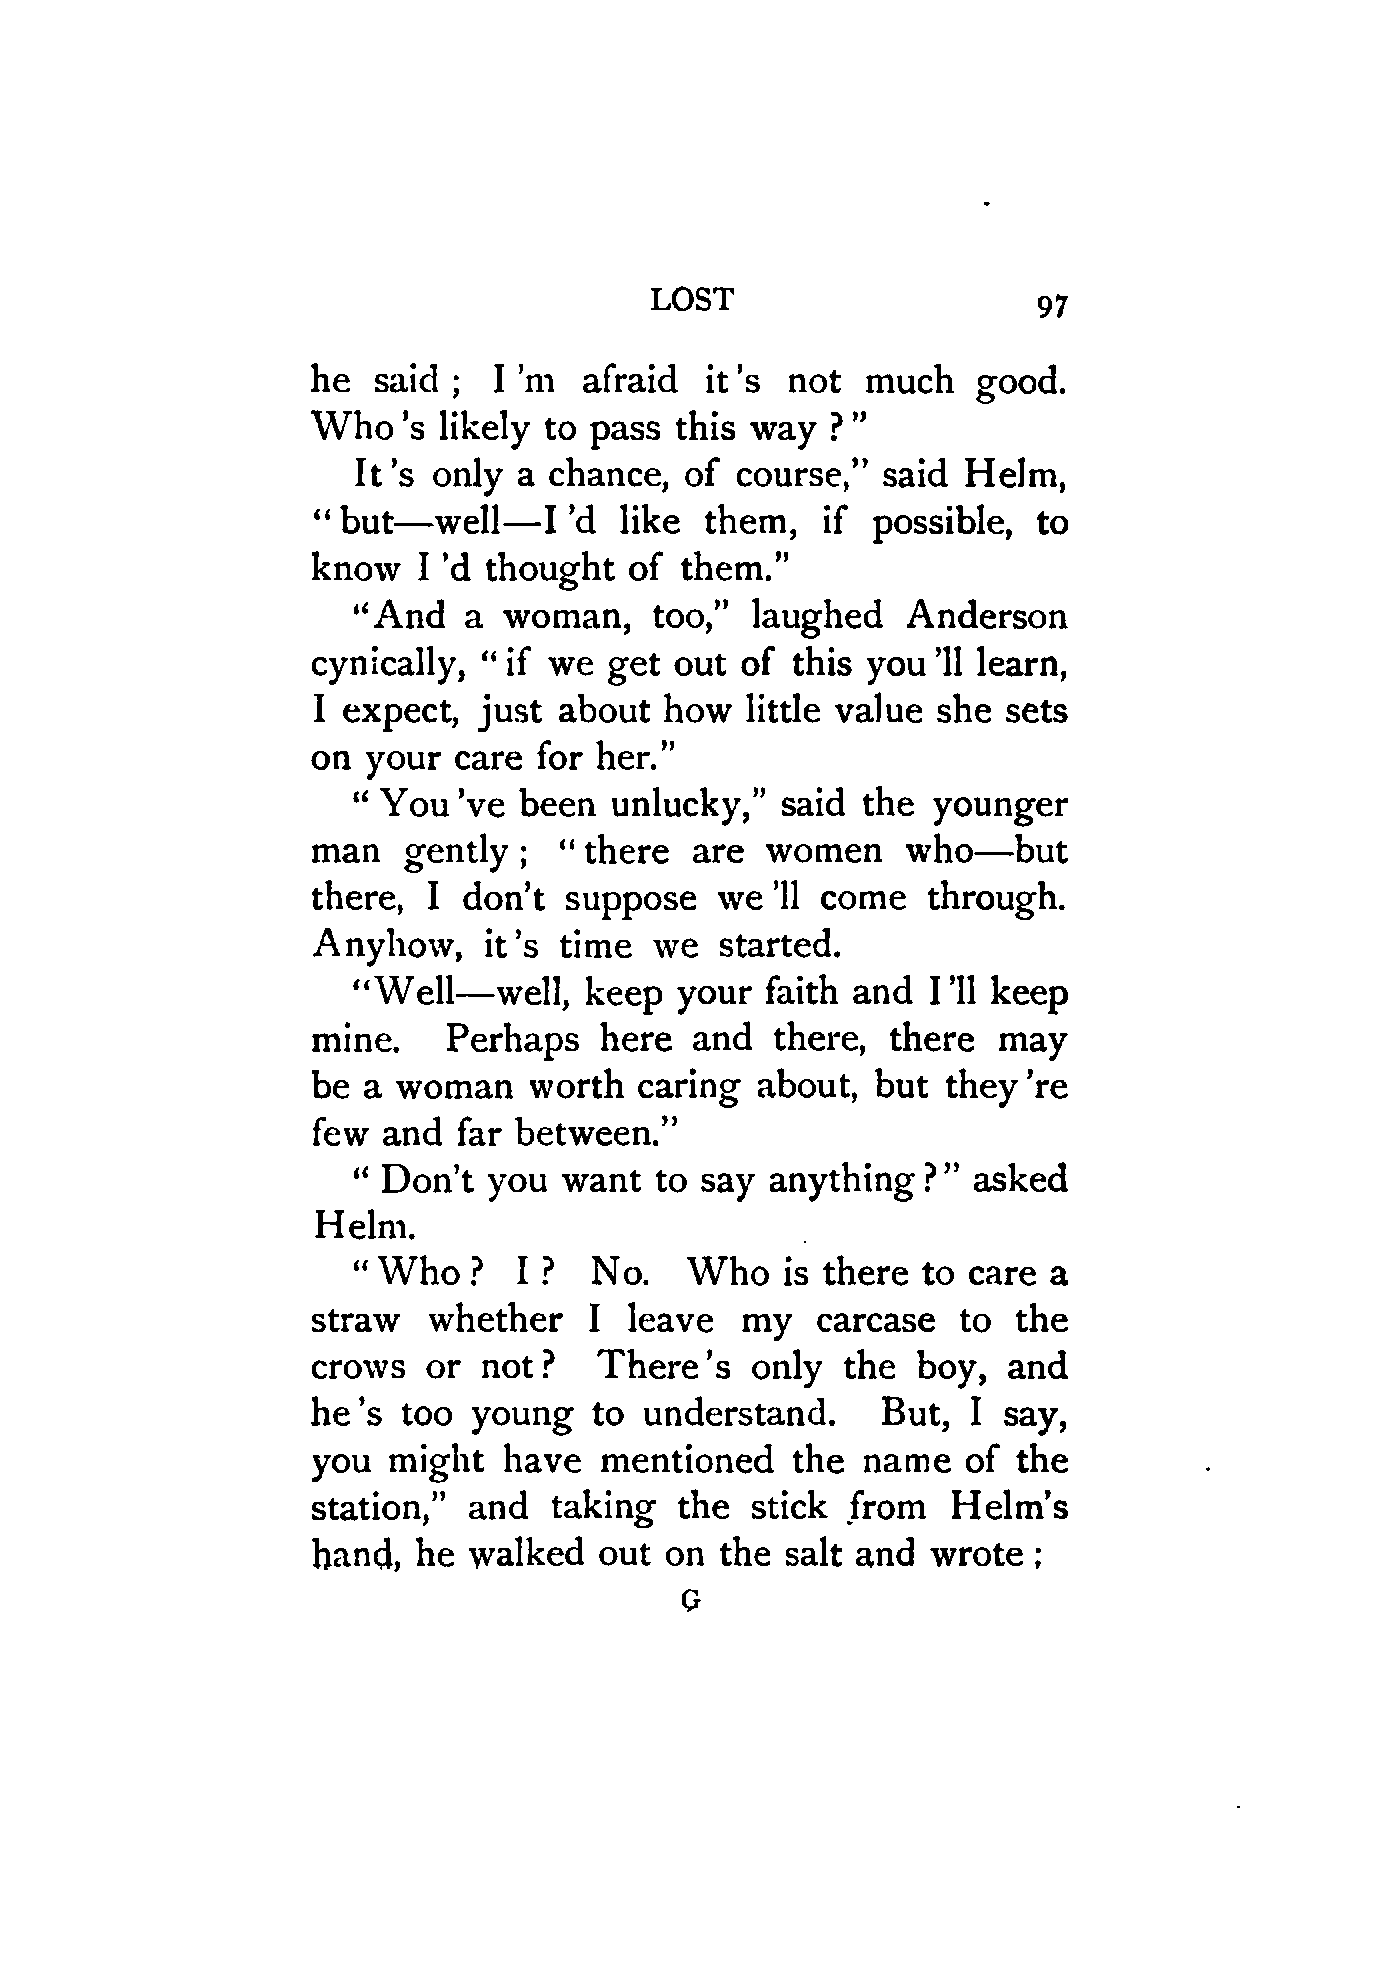 LOST 97
he said ; I 'm afraid it 's not much good.
Who 's likely to pass this way ? "
It 's only a chance, of course," said Helm,
" but—well—I 'd like them, if possible, to
know I 'd thought of them."
"And a woman, too," laughed Anderson
cynically, " if we get out of this you 'll learn,
I expect, just about how little value she sets
on your care for her."
" You 've been unlucky," said the younger
man gently ; " there are women who—but
there, I don't suppose we 'll come through.
Anyhow, it 's time we started.
"Well—well, keep your faith and I 'll keep
mine. Perhaps here and there, there may
be a woman worth caring about, but they 're
few and far between."
" Don't you want to say anything ? " asked
Helm.
" Who ? I ? No. Who is there to care a
straw whether I leave my carcase to the
crows or not ? There 's only the boy, and
he 's too young to understand. But, I say,
you might have mentioned the name of the
station," and taking the stick from Helm's
hand, he walked out on the salt and wrote ;
G